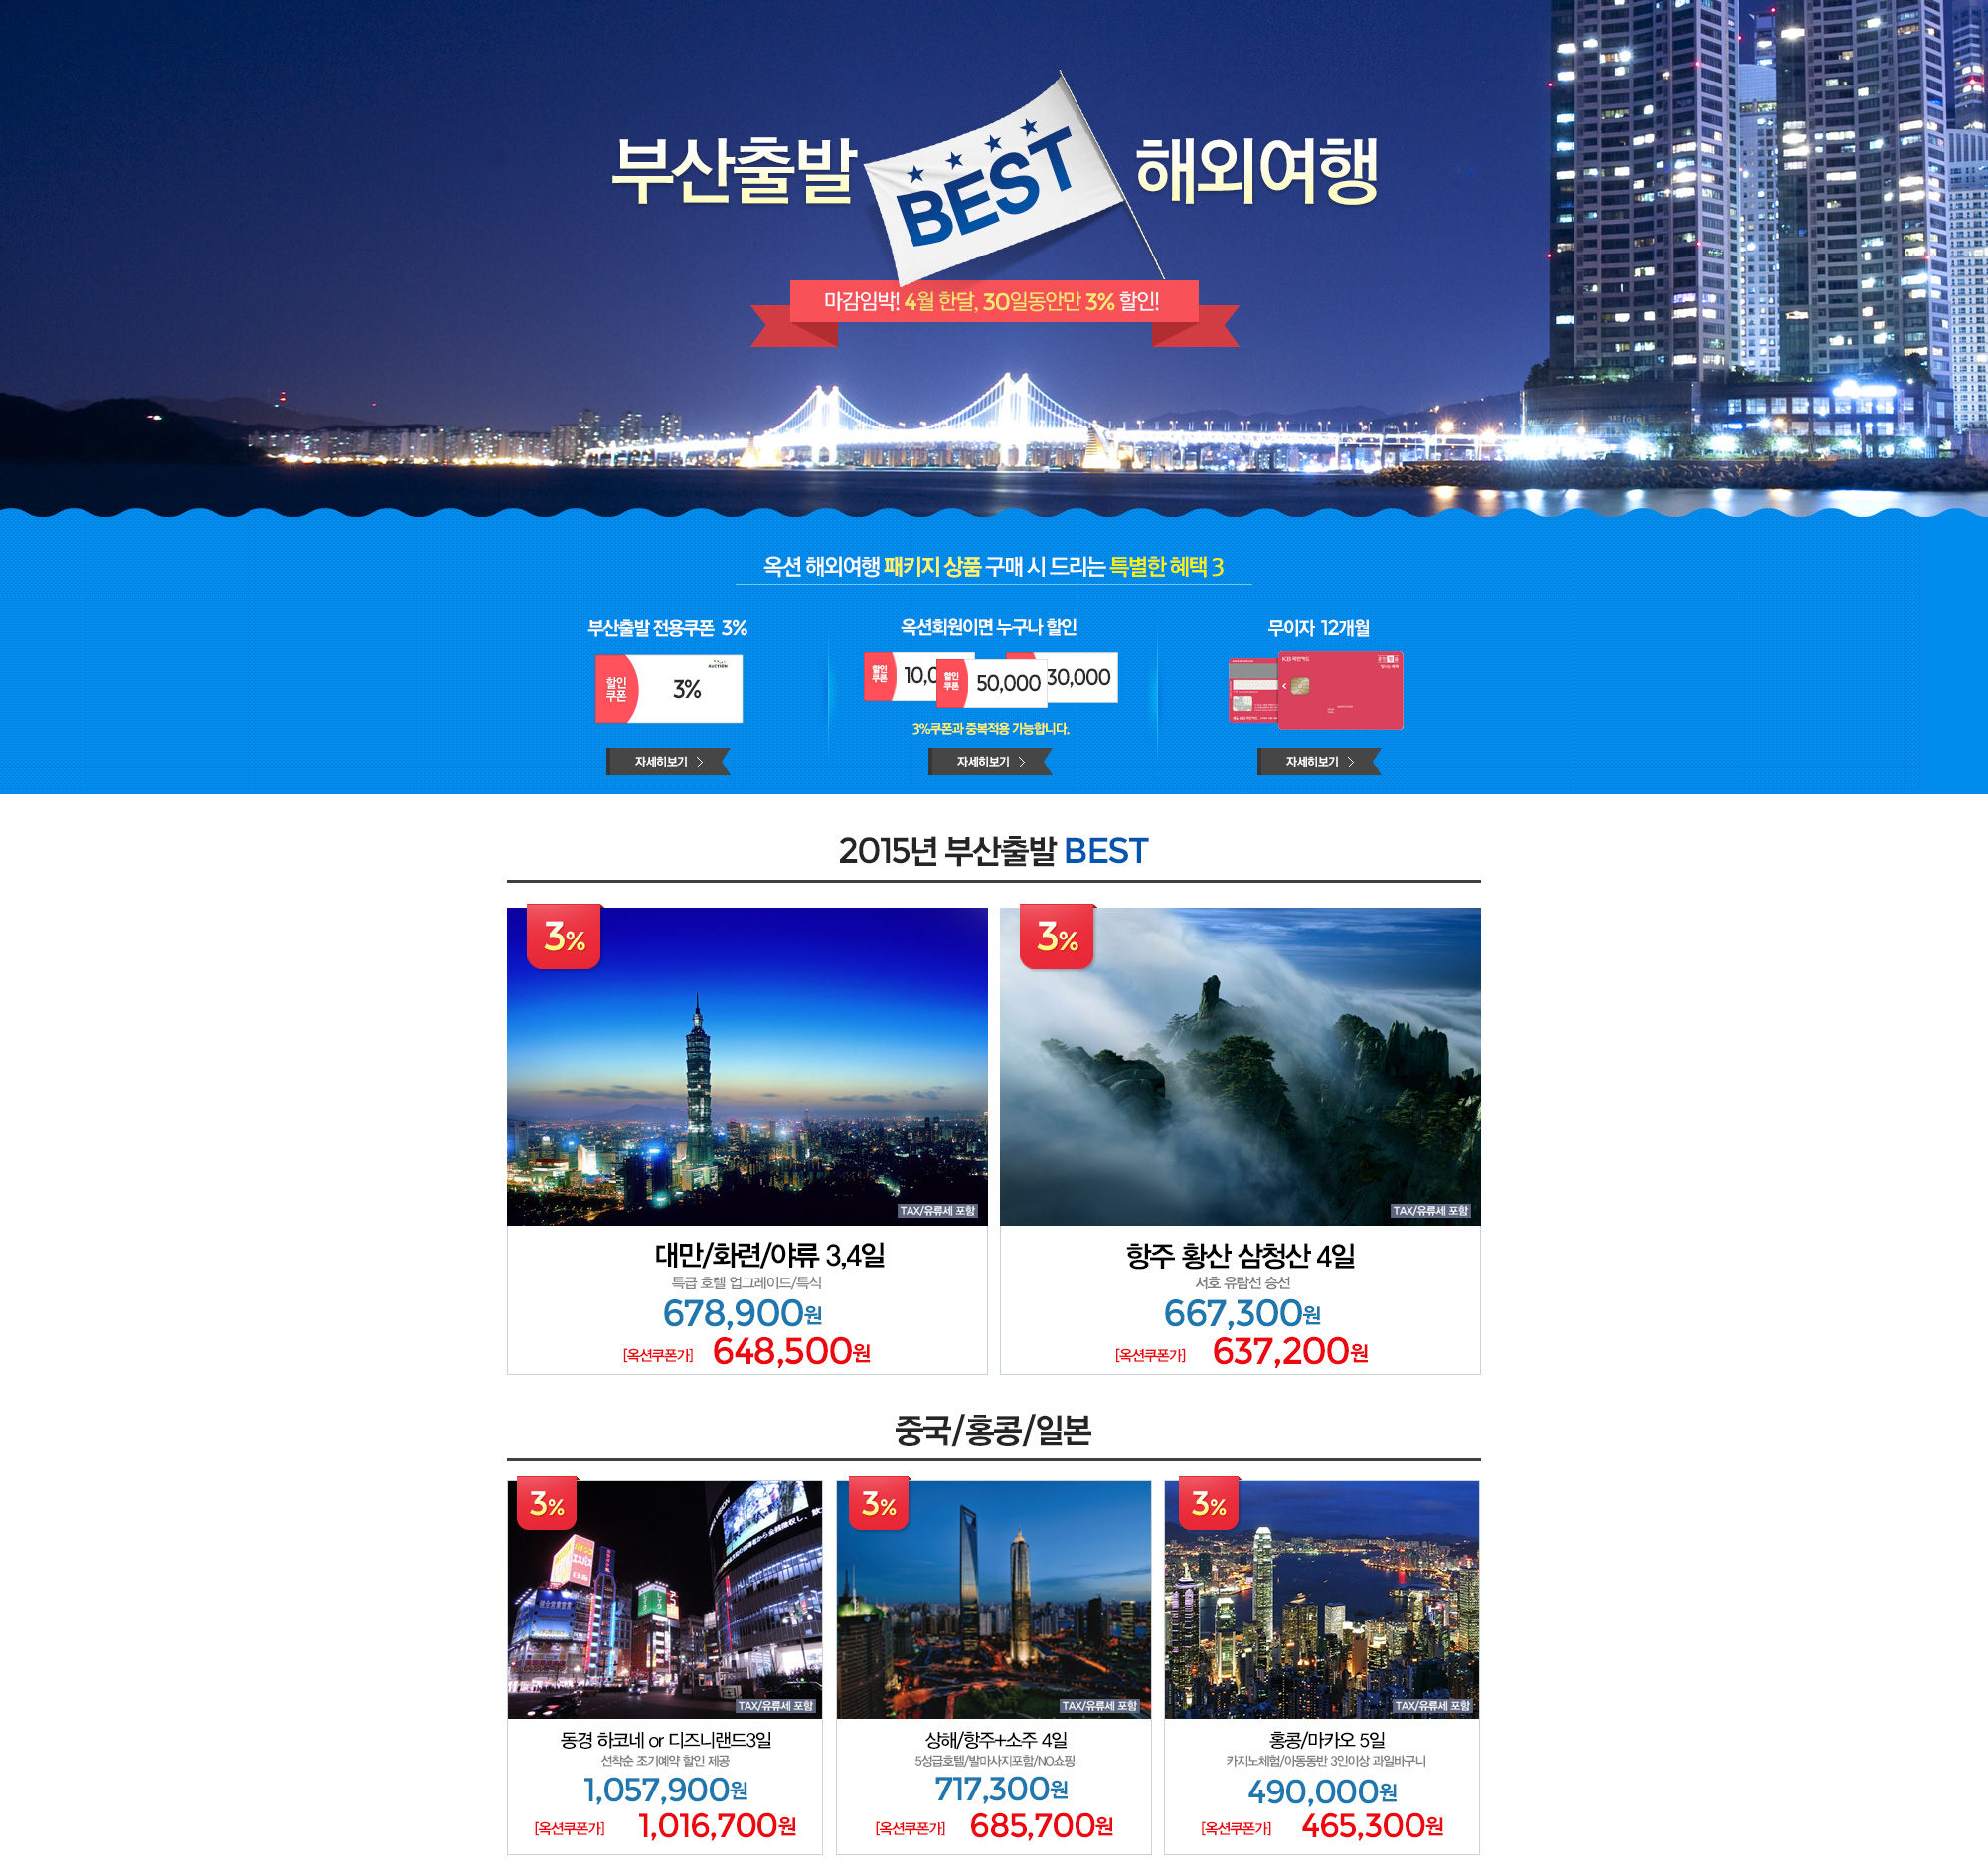 부산출발
BEST
해외여행
마감임박! 4월 한달, 30일동안만 3% 할인!
옥션 해외여행 패키지 상품 구매 시 드리는 특별한 혜택 3
부산출발 전용쿠폰 3%
할인
쿠폰
AUCTION
3%
자세히보기
옥션회원이면 누구나 할인
할인
쿠폰
10,0
할인
쿠폰
50,000
30,000
3%쿠폰과 중복적용 가능합니다.
자세히보기
무이자 12개월
KB 국민카드
자세히보기
2015년 부산출발 BEST
3%
TAX/유류세 포함
대만/화련/야류 3,4일
특급 호텔 업그레이드/특식
678,900원
[옥션쿠폰가] 648,500원
3%
TAX/유류세 포함
항주 황산 삼청산 4일
서호 유람선 승선
667,300원
[옥션쿠폰가] 637,200원
중국/홍콩/일본
3%
TAX/유류세 포함
동경 하코네 or 디즈니랜드3일
선착순 조기예약 할인 제공
1,057,900원
[옥션쿠폰가] 1,016,700원
3%
TAX/유류세 포함
상해/항주+소주 4일
5성급호텔/발마사지포함/NO쇼핑
717,300원
[옥션쿠폰가] 685,700원
3%
TAX/유류세 포함
홍콩/마카오 5일
카지노체험/아동동반 3인이상 과일바구니
490,000원
[옥션쿠폰가] 465,300원